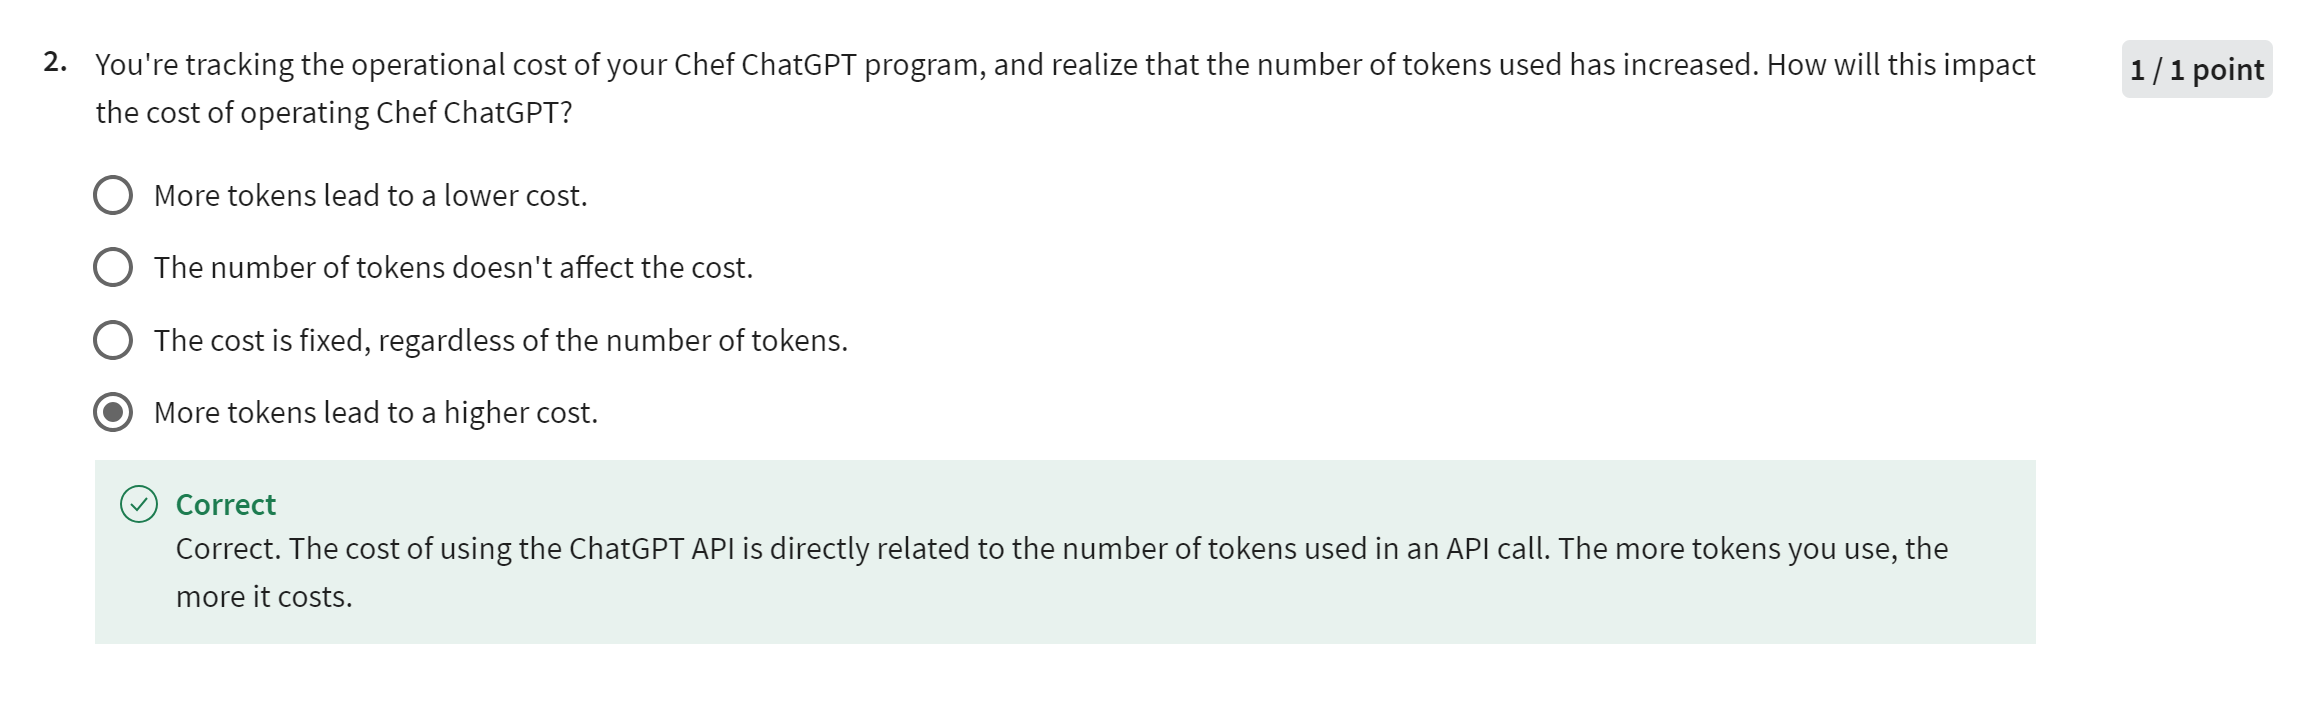 2. You're tracking the operational cost of your Chef ChatGPT program, and realize that the number of tokens used has increased. How will this impact
the cost of operating Chef ChatGPT?
1 / 1 point
More tokens lead to a lower cost.
The number of tokens doesn't affect the cost.
The cost is fixed, regardless of the number of tokens.
More tokens lead to a higher cost.
Correct
Correct. The cost of using the ChatGPT API is directly related to the number of tokens used in an API call. The more tokens you use, the
more it costs.